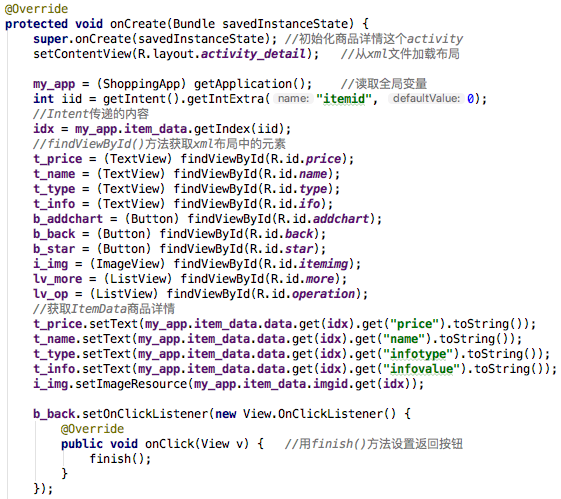 @Override
protected void onCreate(Bundle savedInstanceState) {
super.onCreate(savedInstanceState); //初始化商品详情这个activity
setContentView(R.layout.activity_detail); //从xml文件加载布局
my_app = (ShoppingApp) getApplication(); //读取全局变量
int iid = getIntent().getIntExtra( name: "itemid", defaultValue: 0);
//Intent传递的内容
idx = my_app.item_data.getIndex(iid);
//findViewById()方法获取xml布局中的元素
t_price = (TextView) findViewById(R.id.price);
t_name = (TextView) findViewById(R.id.name);
t_type = (TextView) findViewById(R.id.type);
t_info = (TextView) findViewById(R.id.ifo);
b_addchart = (Button) findViewById(R.id.addchart);
b_back = (Button) findViewById(R.id.back);
b_star = (Button) findViewById(R.id.star);
i_img = (ImageView) findViewById(R.id.itemimg);
lv_more = (ListView) findViewById(R.id.more);
lv_op = (ListView) findViewById(R.id.operation);
//获取ItemData商品详情
t_price.setText(my_app.item_data.data.get(idx).get("price").toString());
t_name.setText(my_app.item_data.data.get(idx).get("name").toString());
t_type.setText(my_app.item_data.data.get(idx).get("infotype").toString());
t_info.setText(my_app.item_data.data.get(idx).get("infovalue").toString());
i_img.setImageResource(my_app.item_data.imgid.get(idx));
b_back.setOnClickListener(new View.OnClickListener() {
@Override
public void onClick(View v) { //用finish()方法设置返回按钮
finish();
}
});